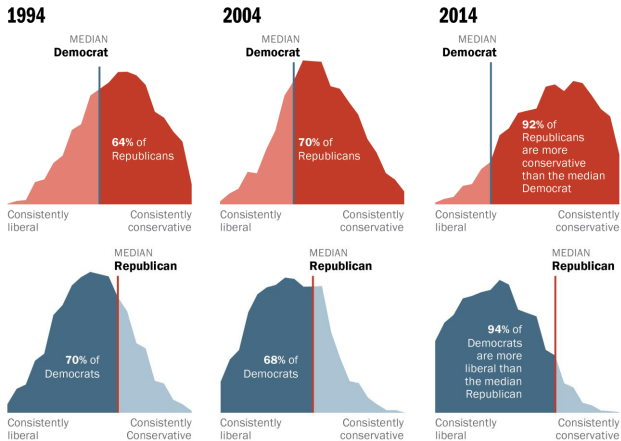 1994
2004
2014
MEDIAN
Democrat
MEDIAN
Democrat
MEDIAN
Democrat
64% of
Republicans
70% of
Republicans
92% of
Republicans
are more
conservative
than the median
Democrat
Consistently
liberal
Consistently
conservative
Consistently
liberal
Consistently
conservative
Consistently
liberal
Consistently
conservative
MEDIAN
Republican
MEDIAN
Republican
MEDIAN
Republican
70% of
Democrats
68% of
Democrats
94% of
Democrats
are more
liberal than
the median
Republican
Consistently
liberal
Consistently
Conservative
Consistently
liberal
Consistently
Conservative
Consistently
liberal
Consistently
Conservative